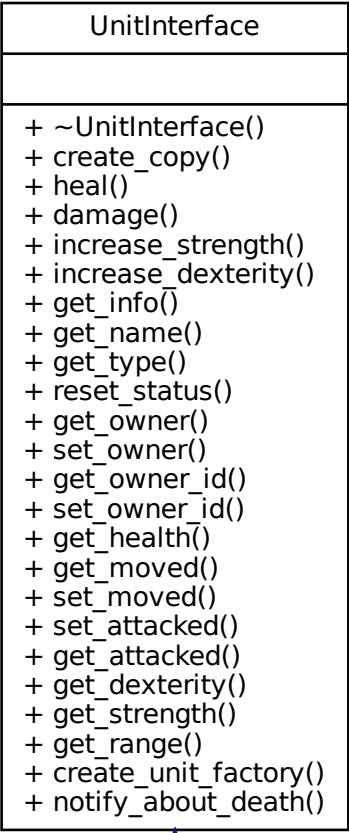 UnitInterface
+ ~UnitInterface()
+ create_copy()
+ heal()
+ damage()
+ increase_strength()
+ increase_dexterity()
+ get_info()
+ get_name()
+ get_type()
+ reset_status()
+ get_owner()
+ set_owner()
+ get_owner_id()
+ set_owner_id()
+ get_health()
+ get_moved()
+ set_moved()
+ set_attacked()
+ get_attacked()
+ get_dexterity()
+ get_strength()
+ get_range()
+ create_unit_factory()
+ notify_about_death()